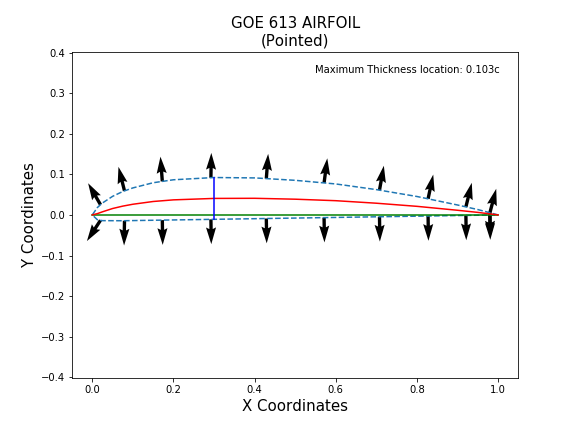 GOE 613 AIRFOIL
(Pointed)
Maximum Thickness location: 0.103c
Y Coordinates
0.4
0.3
0.2
0.1
0.0
−0.1
−0.2
−0.3
−0.4
0.0 0.2 0.4 0.6 0.8 1.0
X Coordinates